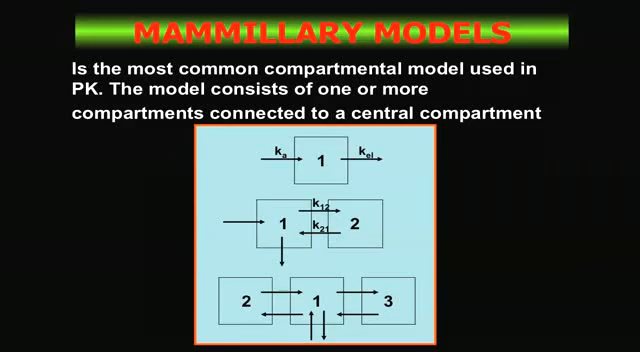 MAMMILLARY MODELS
Is the most common compartmental model used in
PK. The model consists of one or more
compartments connected to a central compartment
ka 1 kel
1 k12 k21 2
2 1 3